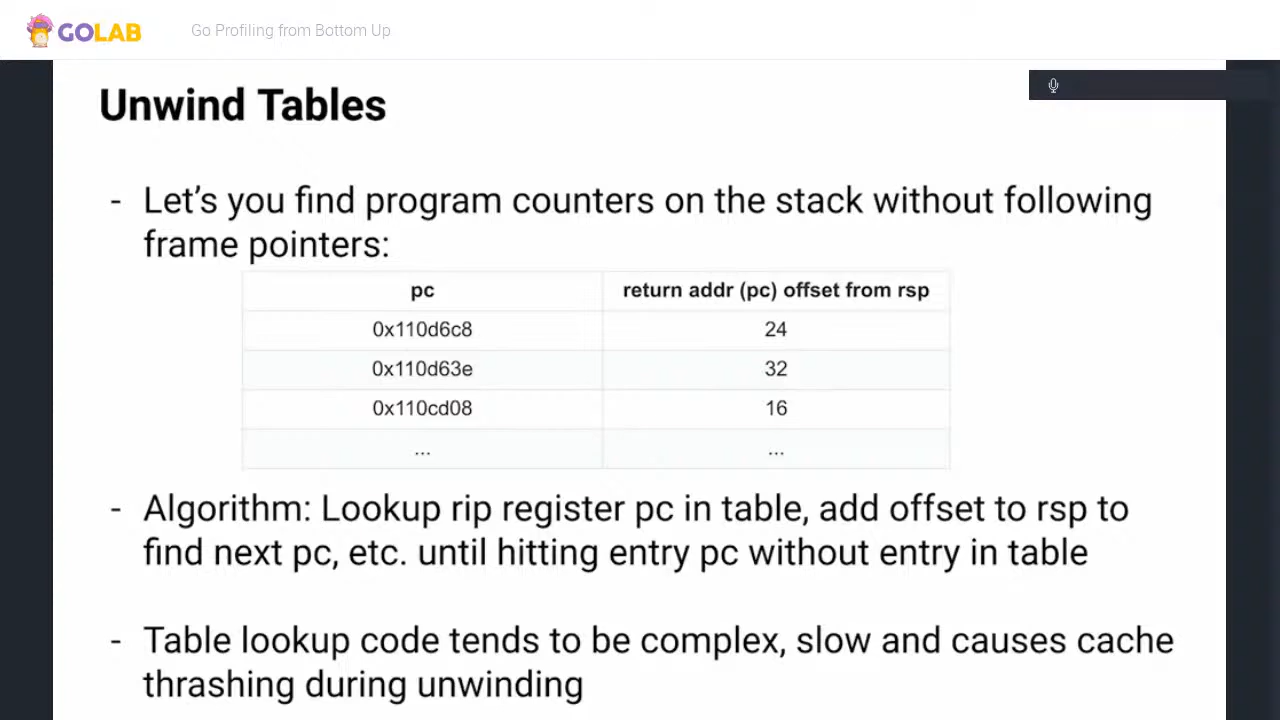 GOLAB
Go Profiling from Bottom Up
Unwind Tables
- Let's you find program counters on the stack without following
frame pointers:
pc return addr (pc) offset from rsp
0x110d6c8 24
0x110d63e 32
0x110cd08 16
... ...
- Algorithm: Lookup rip register pc in table, add offset to rsp to
find next pc, etc. until hitting entry pc without entry in table
- Table lookup code tends to be complex, slow and causes cache
thrashing during unwinding